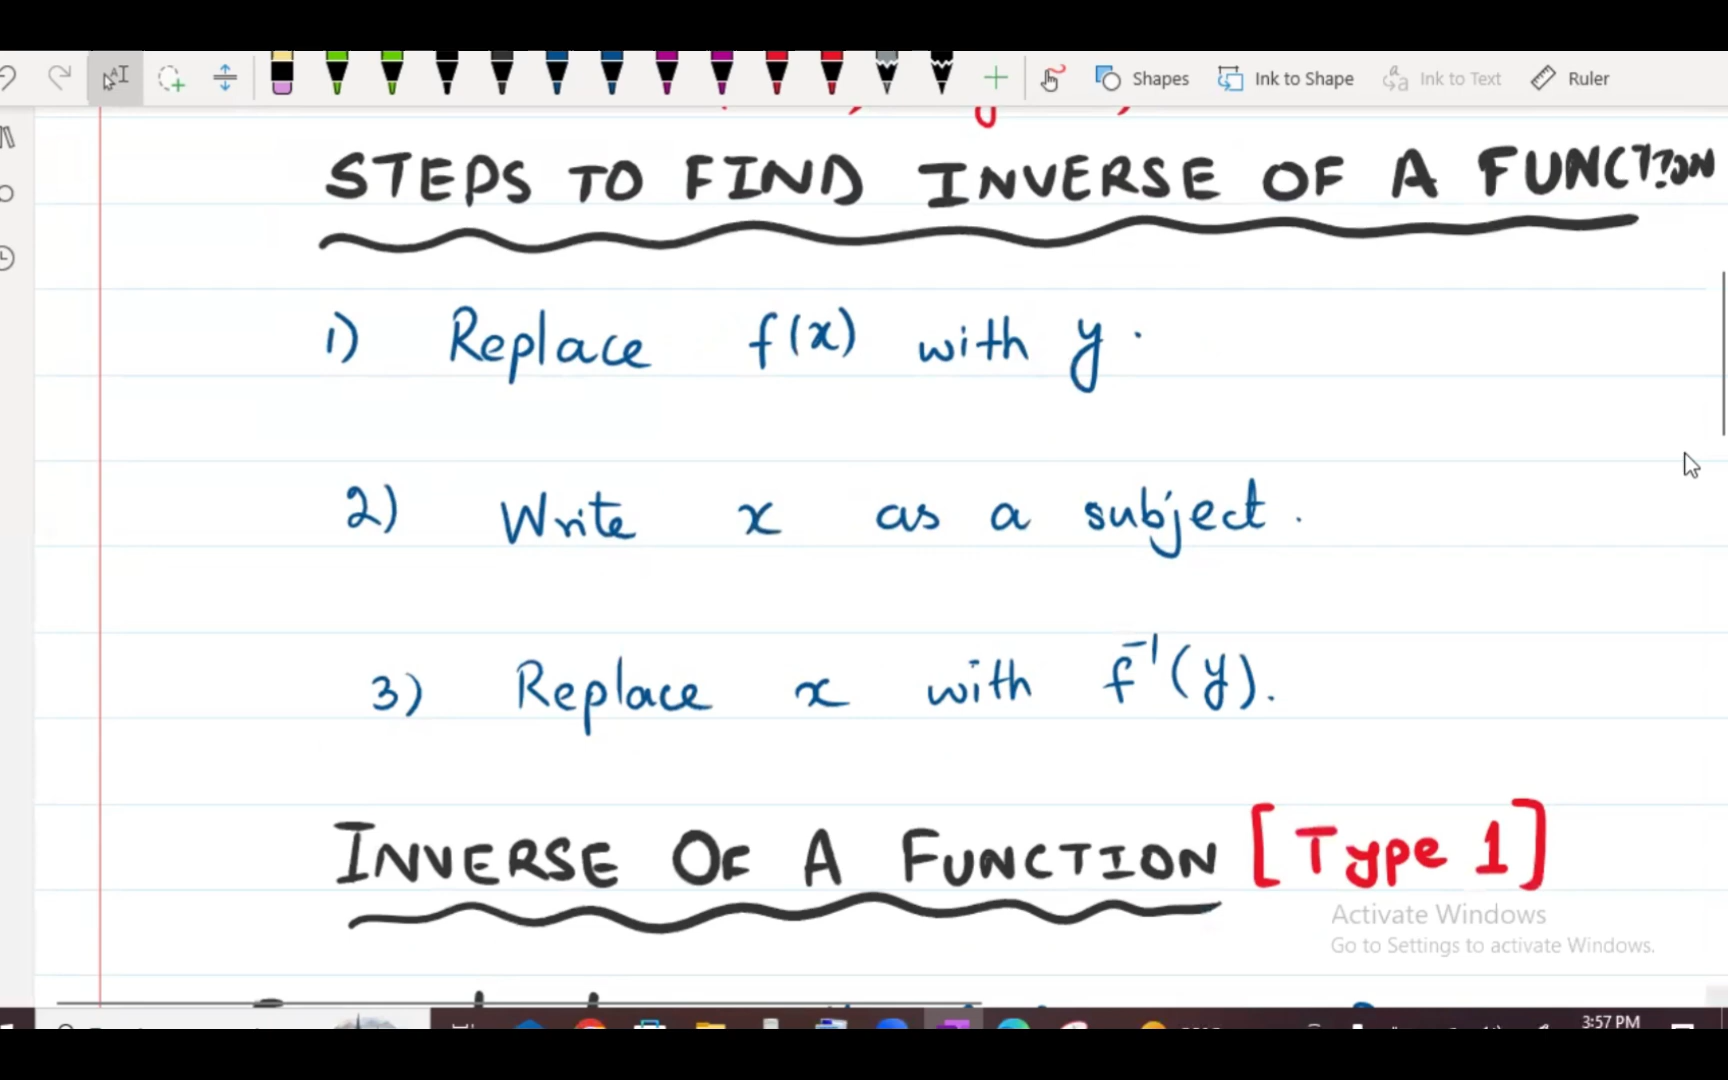 Shapes Ink to Shape Ink to Text Ruler
STEPS TO FIND INVERSE OF A FUNCTION
1) Replace f(x) with y.
2) Write x as a subject.
3) Replace x with f⁻¹(y).
INVERSE OF A FUNCTION [Type 1]
Activate Windows
Go to Settings to activate Windows.
3:57 PM